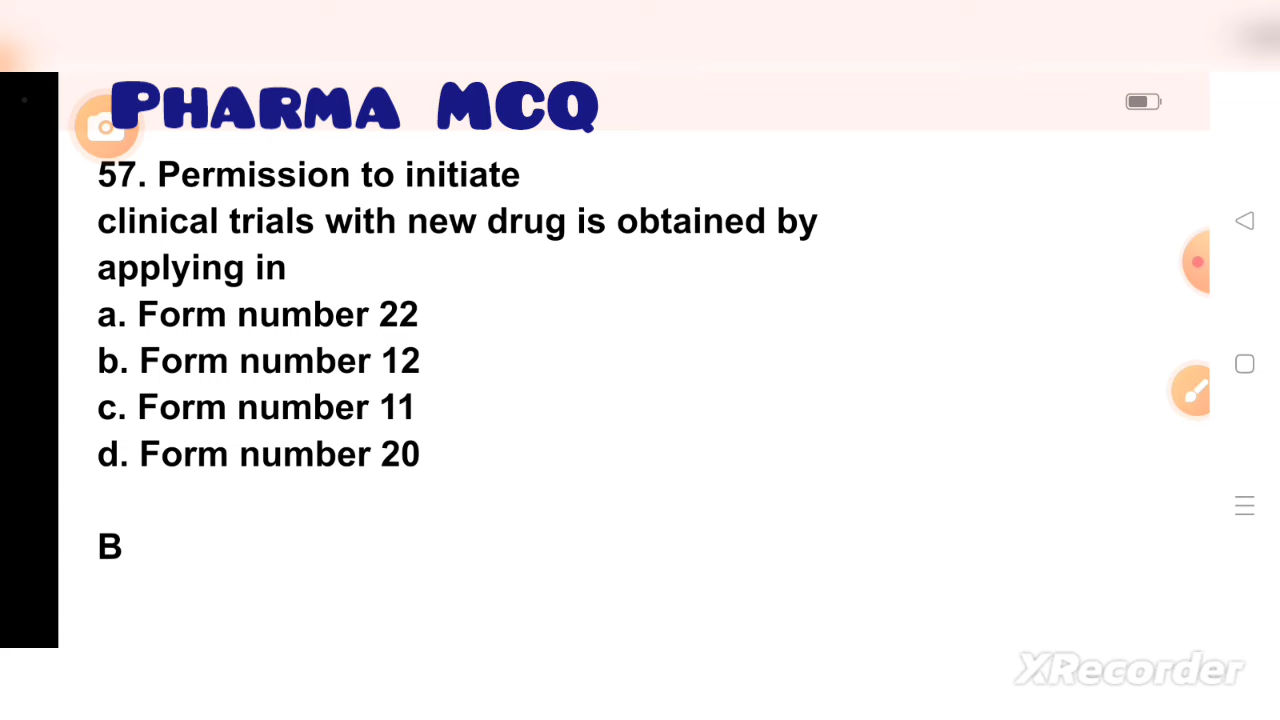 PHARMA MCQ
57. Permission to initiate
clinical trials with new drug is obtained by
applying in
a. Form number 22
b. Form number 12
c. Form number 11
d. Form number 20
B
XRecorder